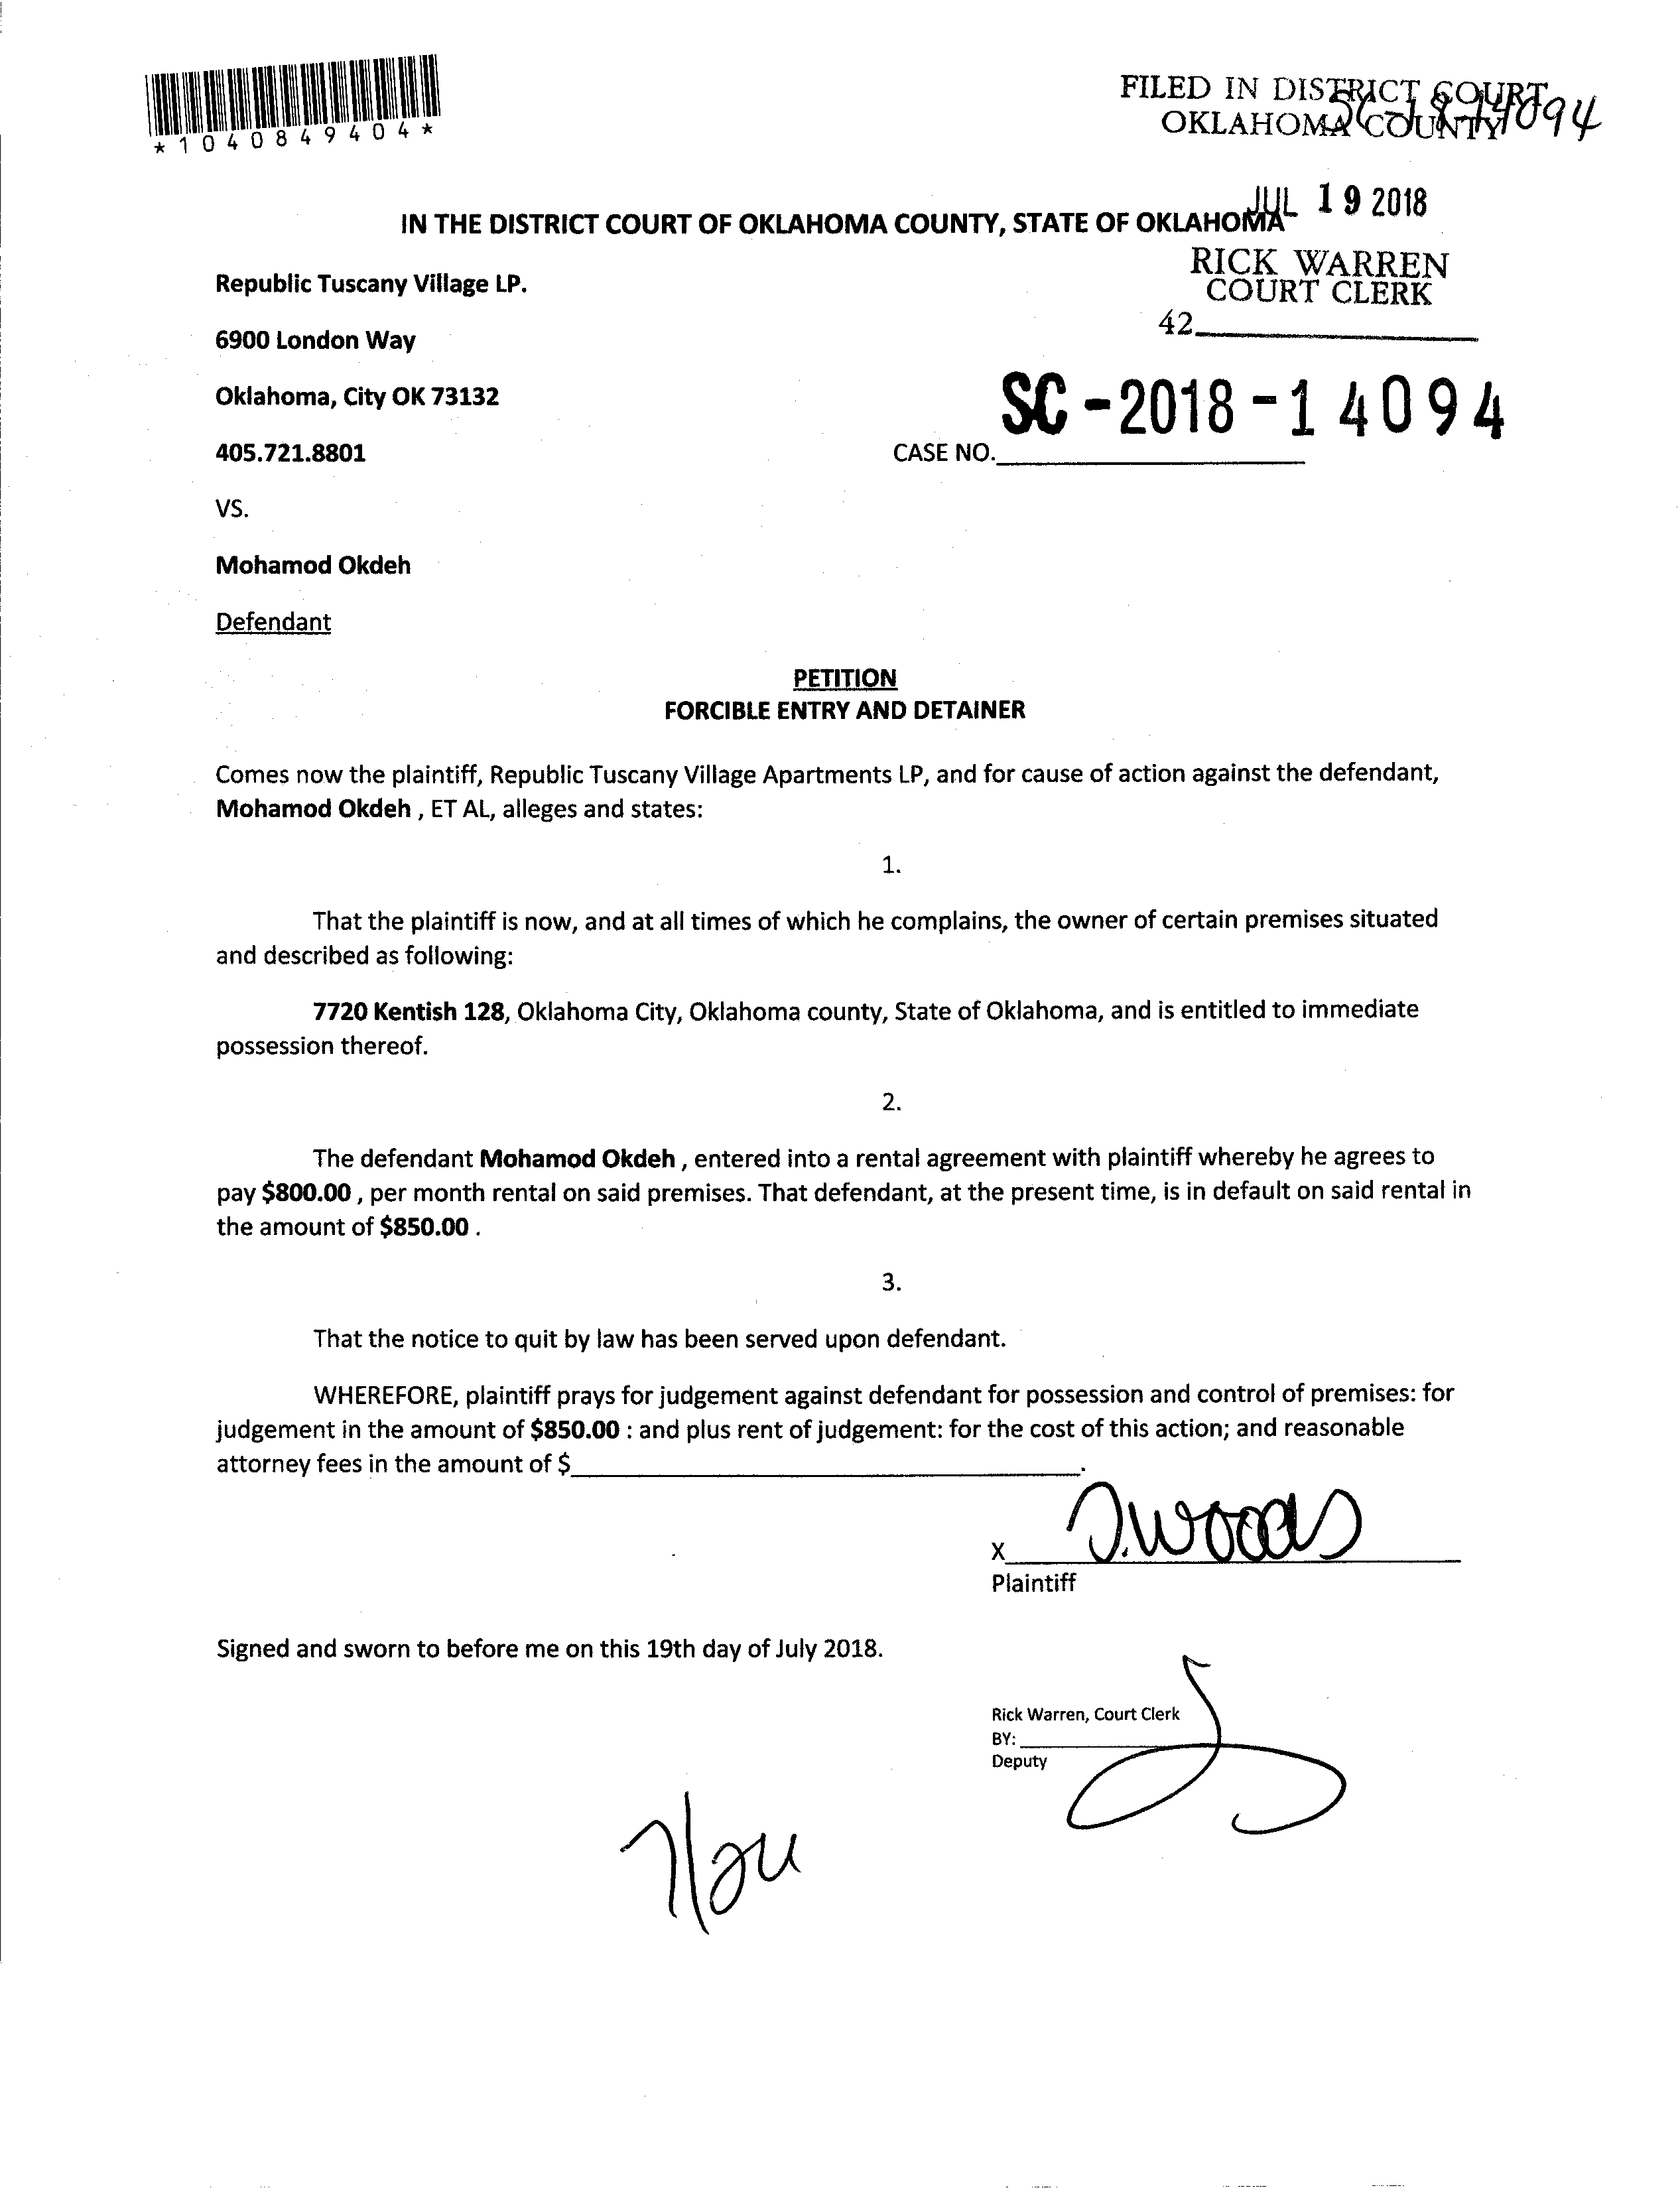 *1040849404*
FILED IN DISTRICT COURT
OKLAHOMA COUNTY
JUL 19 2018
IN THE DISTRICT COURT OF OKLAHOMA COUNTY, STATE OF OKLAHOMA
RICK WARREN
COURT CLERK
42
Republic Tuscany Village LP.
6900 London Way
Oklahoma, City OK 73132
SC-2018-14094
405.721.8801
CASE NO.
VS.
Mohamod Okdeh
Defendant
PETITION
FORCIBLE ENTRY AND DETAINER
Comes now the plaintiff, Republic Tuscany Village Apartments LP, and for cause of action against the defendant,
Mohamod Okdeh , ET AL, alleges and states:
1.
That the plaintiff is now, and at all times of which he complains, the owner of certain premises situated
and described as following:
7720 Kentish 128, Oklahoma City, Oklahoma county, State of Oklahoma, and is entitled to immediate
possession thereof.
2.
The defendant Mohamod Okdeh , entered into a rental agreement with plaintiff whereby he agrees to
pay $800.00 , per month rental on said premises. That defendant, at the present time, is in default on said rental in
the amount of $850.00 .
3.
That the notice to quit by law has been served upon defendant.
WHEREFORE, plaintiff prays for judgement against defendant for possession and control of premises: for
judgement in the amount of $850.00 : and plus rent of judgement: for the cost of this action; and reasonable
attorney fees in the amount of $ .
X J.Woods
Plaintiff
Signed and sworn to before me on this 19th day of July 2018.
Rick Warren, Court Clerk
BY:
Deputy